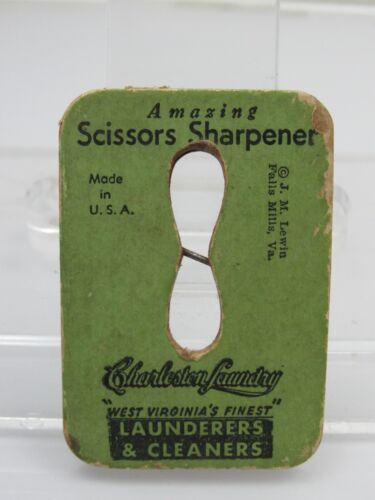 Amazing
Scissors Sharpener
Made
in
U.S.A.
© J. M. Lewin
Falls Mills, Va.
Charleston Laundry
"WEST VIRGINIA'S FINEST"
LAUNDERERS
& CLEANERS